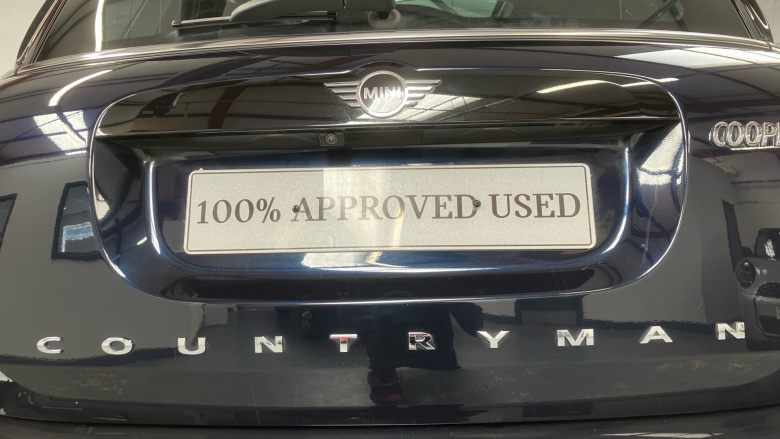 MINI
COOPE
100% APPROVED USED
COUNTRYMAN